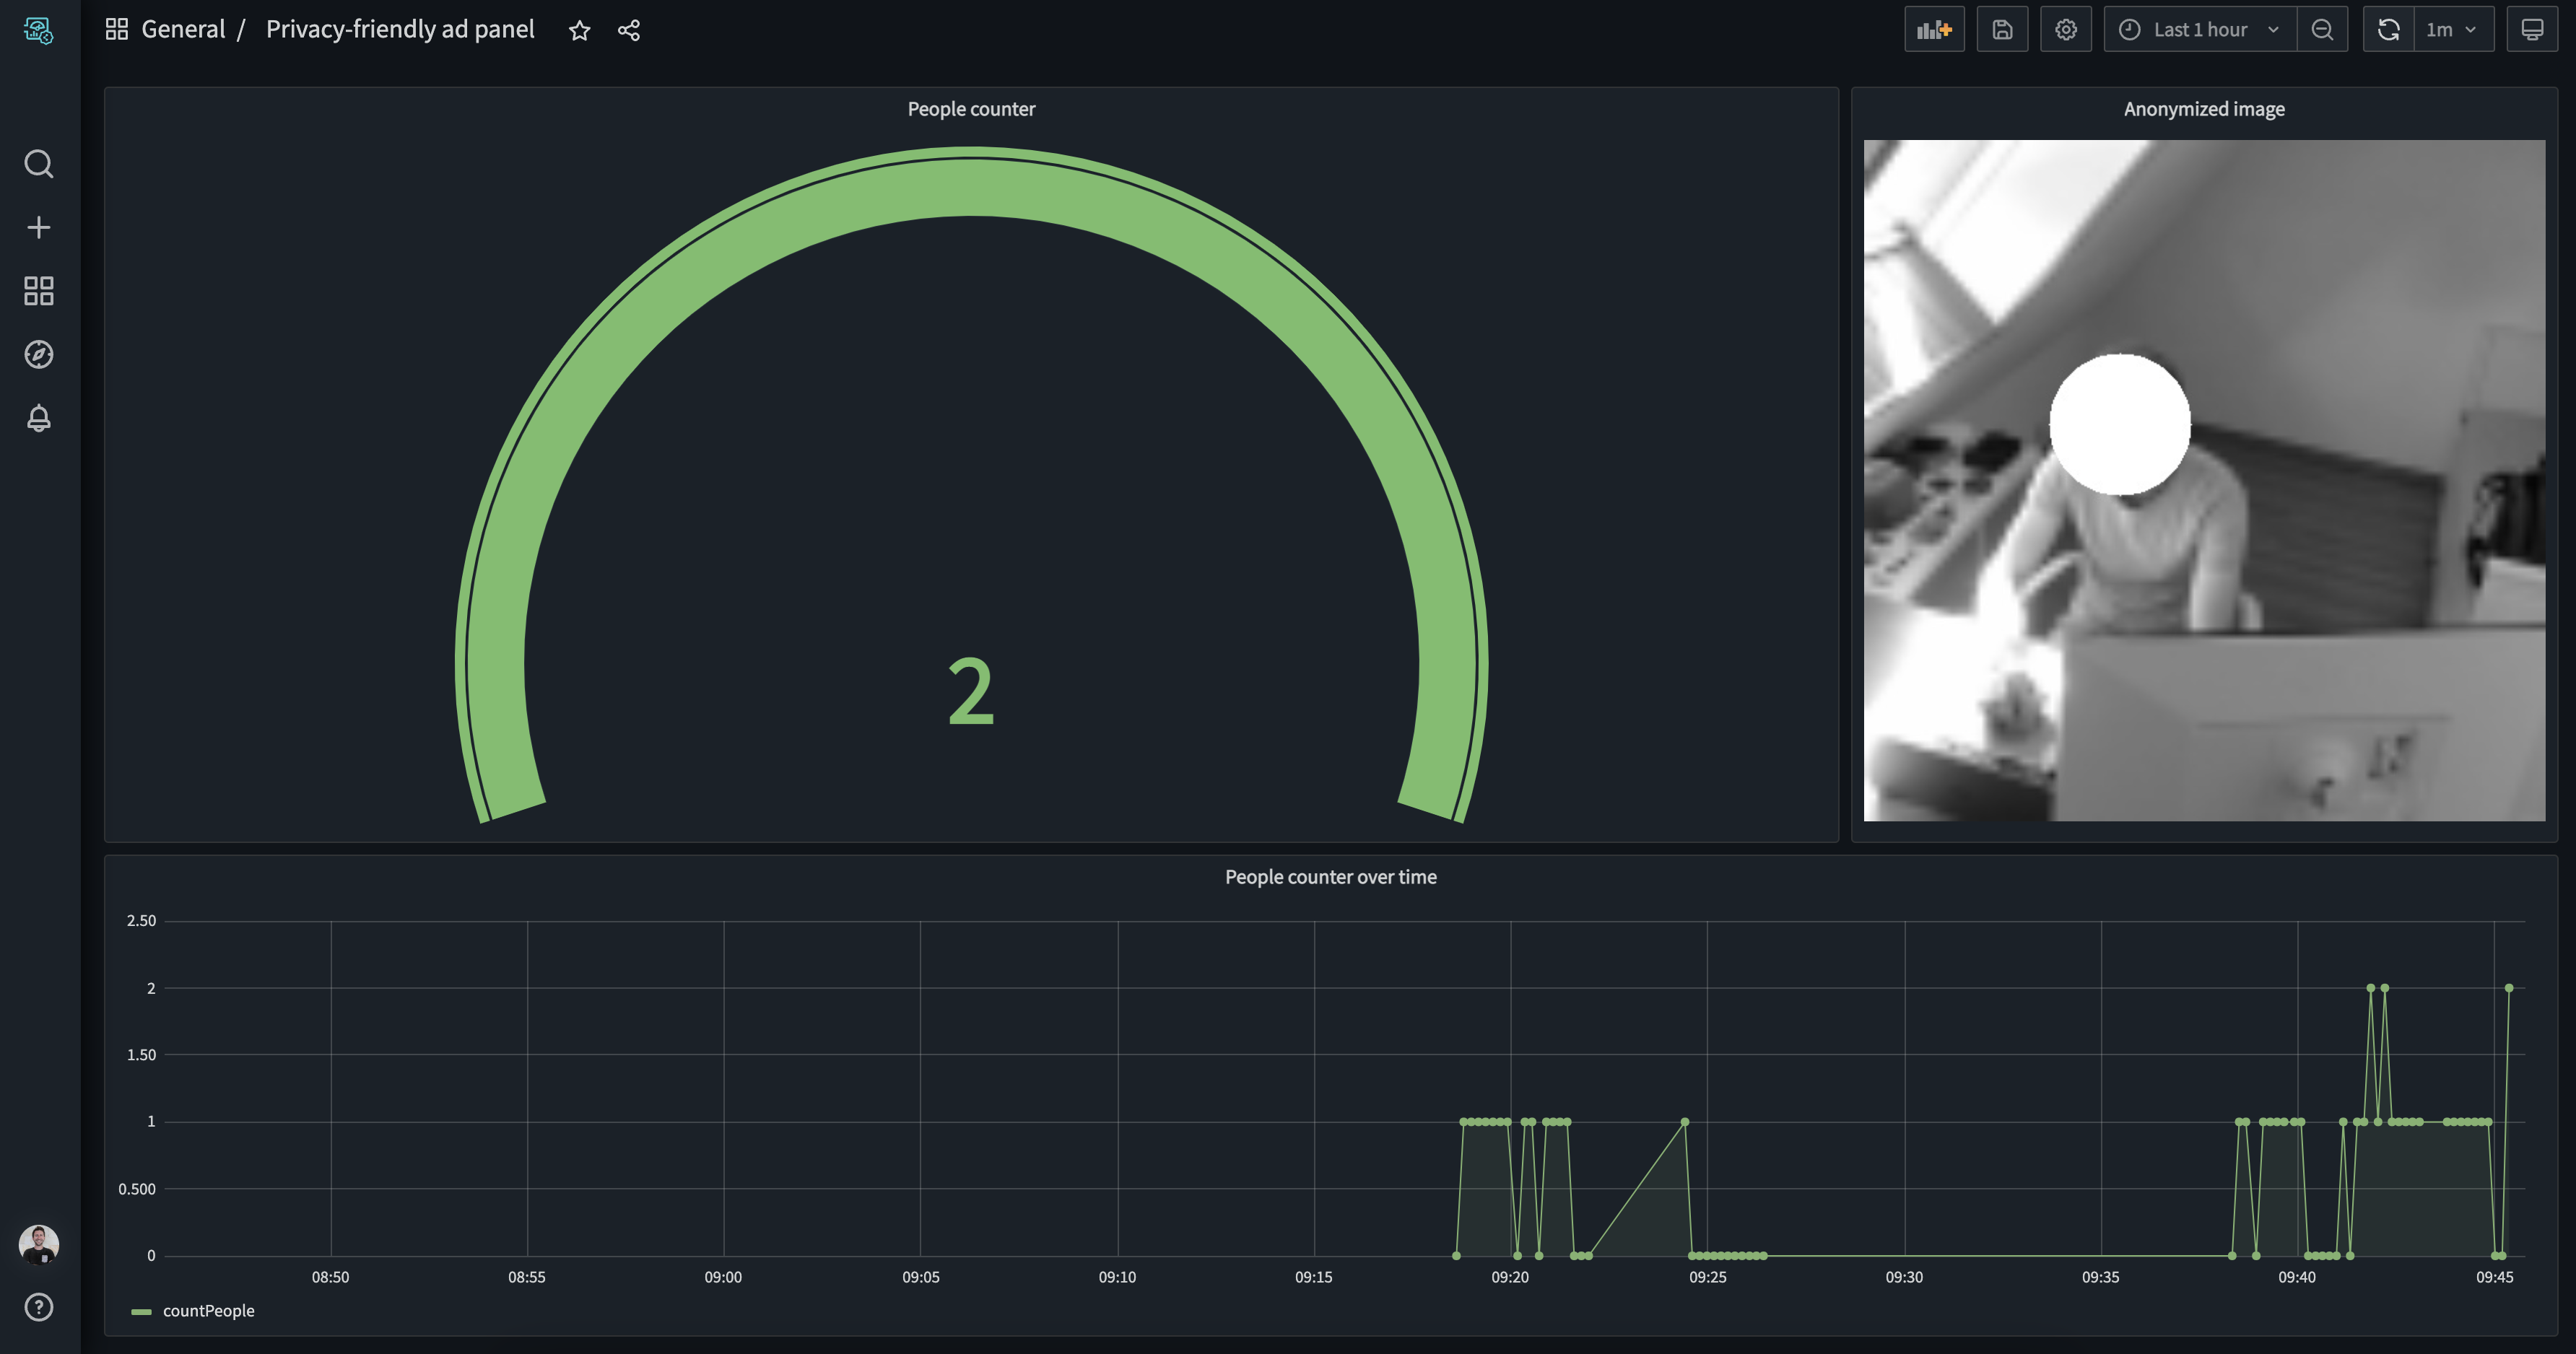 General / Privacy-friendly ad panel
Last 1 hour
1m
People counter
2
Anonymized image
People counter over time
2.50
2
1.50
1
0.500
0
08:50 08:55 09:00 09:05 09:10 09:15 09:20 09:25 09:30 09:35 09:40 09:45
countPeople